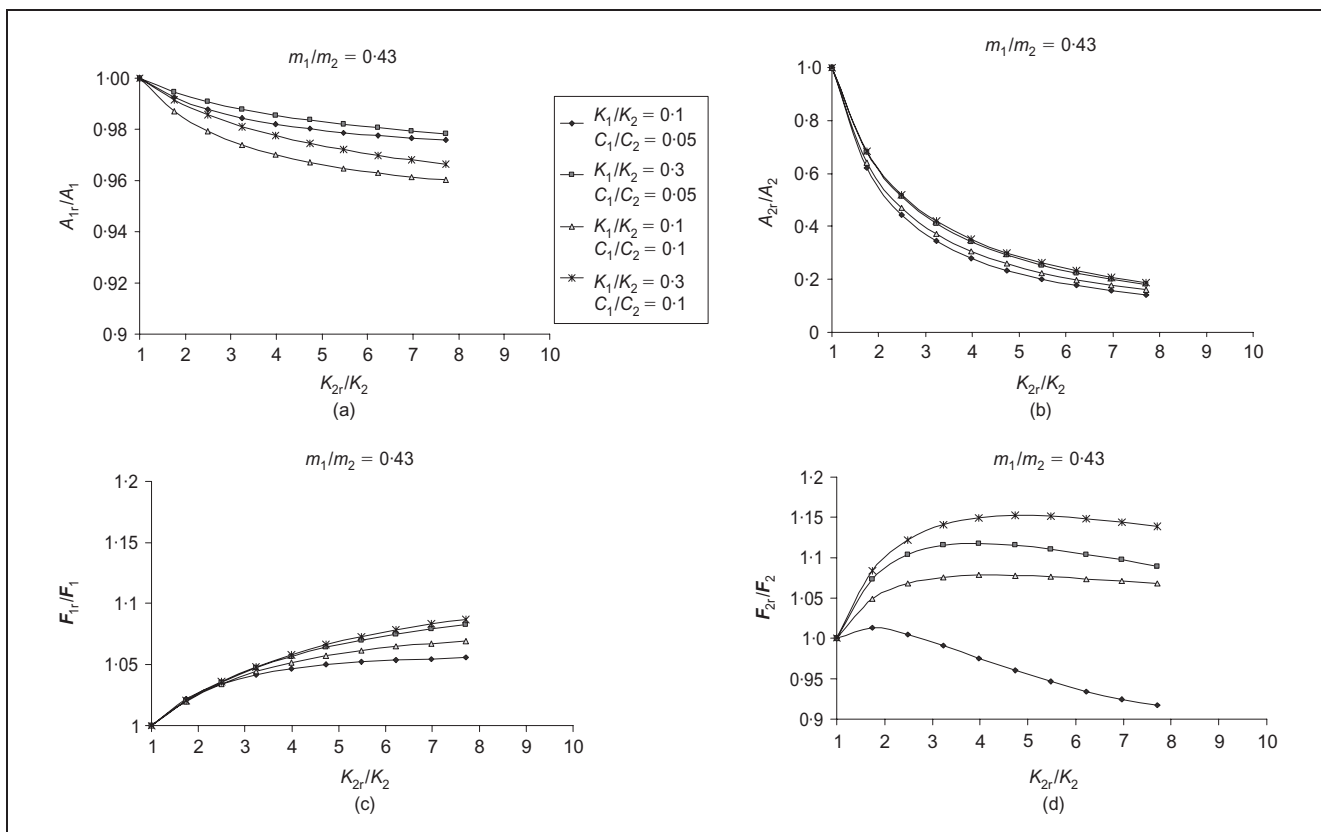 m1/m2 = 0·43
1·00
0·98
0·96
0·94
0·92
0·9
A1r/A1
1 2 3 4 5 6 7 8 9 10
K2r/K2
(a)
K1/K2 = 0·1
C1/C2 = 0·05
K1/K2 = 0·3
C1/C2 = 0·05
K1/K2 = 0·1
C1/C2 = 0·1
K1/K2 = 0·3
C1/C2 = 0·1
m1/m2 = 0·43
1·0
0·8
0·6
0·4
0·2
0
A2r/A2
1 2 3 4 5 6 7 8 9 10
K2r/K2
(b)
m1/m2 = 0·43
1·2
1·15
1·1
1·05
1
F1r/F1
1 2 3 4 5 6 7 8 9 10
K2r/K2
(c)
m1/m2 = 0·43
1·2
1·15
1·1
1·05
1·0
0·95
0·9
F2r/F2
1 2 3 4 5 6 7 8 9 10
K2r/K2
(d)